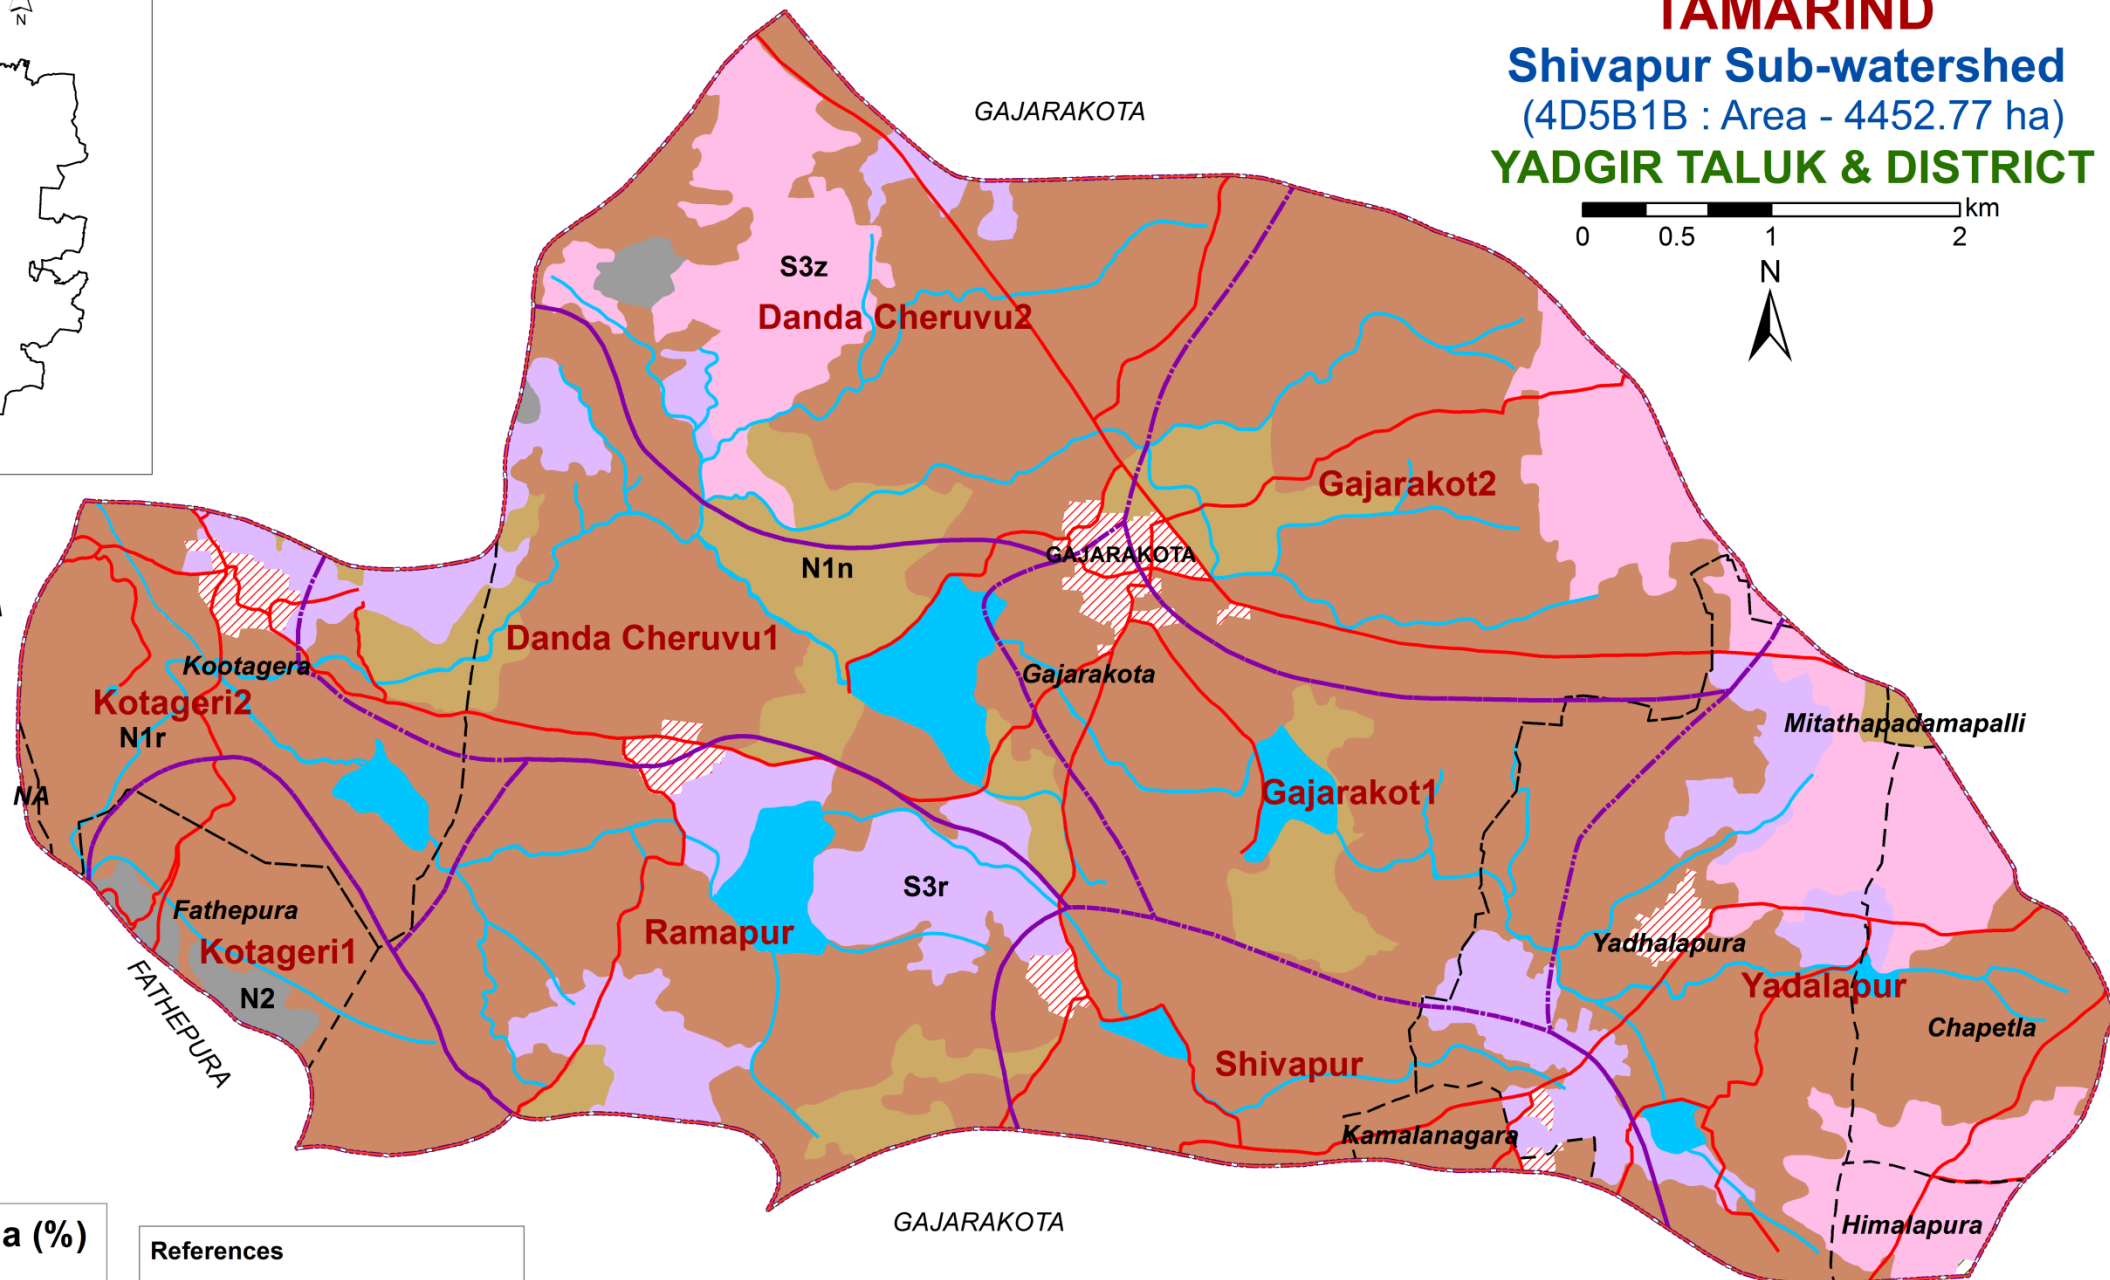 N
TAMARIND
Shivapur Sub-watershed
(4D5B1B : Area - 4452.77 ha)
YADGIR TALUK & DISTRICT
km
0 0.5 1 2
N
GAJARAKOTA
S3z
Danda Cheruvu2
Gajarakot2
GAJARAKOTA
N1n
Danda Cheruvu1
Kootagera
Gajarakota
Kotageri2
N1r
Mitathapadamapalli
NA
Gajarakot1
S3r
Fathepura
Ramapur
Kotageri1
Yadhalapura
Yadalapur
N2
FATHEPURA
Chapetla
Shivapur
Kamalanagara
GAJARAKOTA
Himalapura
a (%)
References